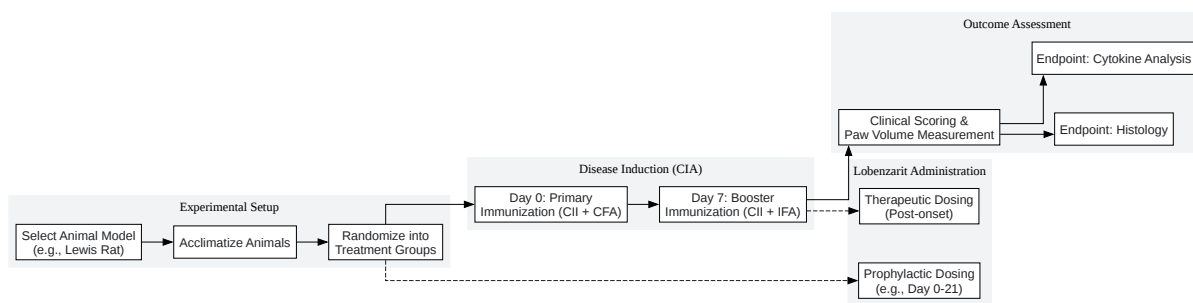 Outcome Assessment
Endpoint: Cytokine Analysis
Clinical Scoring &
Paw Volume Measurement
Endpoint: Histology
Disease Induction (CIA)
Day 0: Primary
Immunization (CII + CFA)
Day 7: Booster
Immunization (CII + IFA)
Lobenzarit Administration
Therapeutic Dosing
(Post-onset)
Experimental Setup
Select Animal Model
(e.g., Lewis Rat)
Acclimatize Animals
Randomize into
Treatment Groups
Prophylactic Dosing
(e.g., Day 0-21)